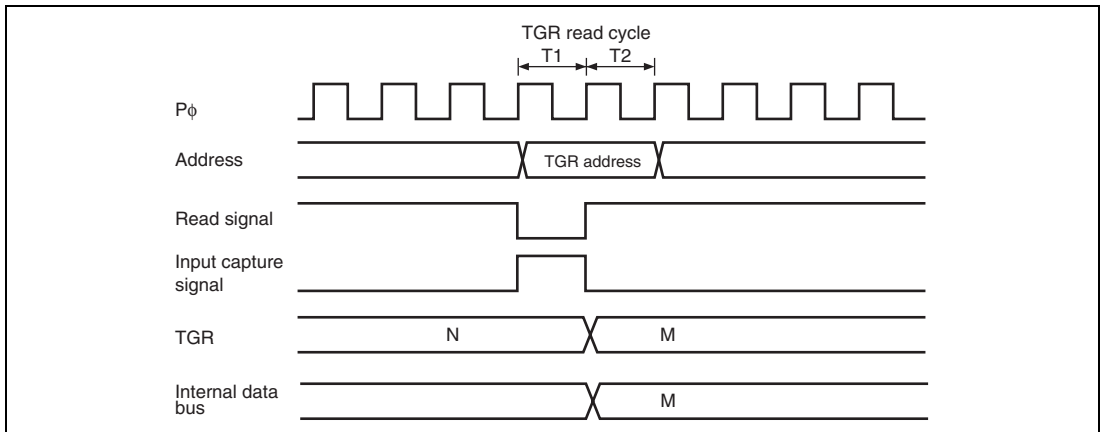 TGR read cycle
T1 T2
Pϕ
Address
TGR address
Read signal
Input capture
signal
TGR
N
M
Internal data
bus
M